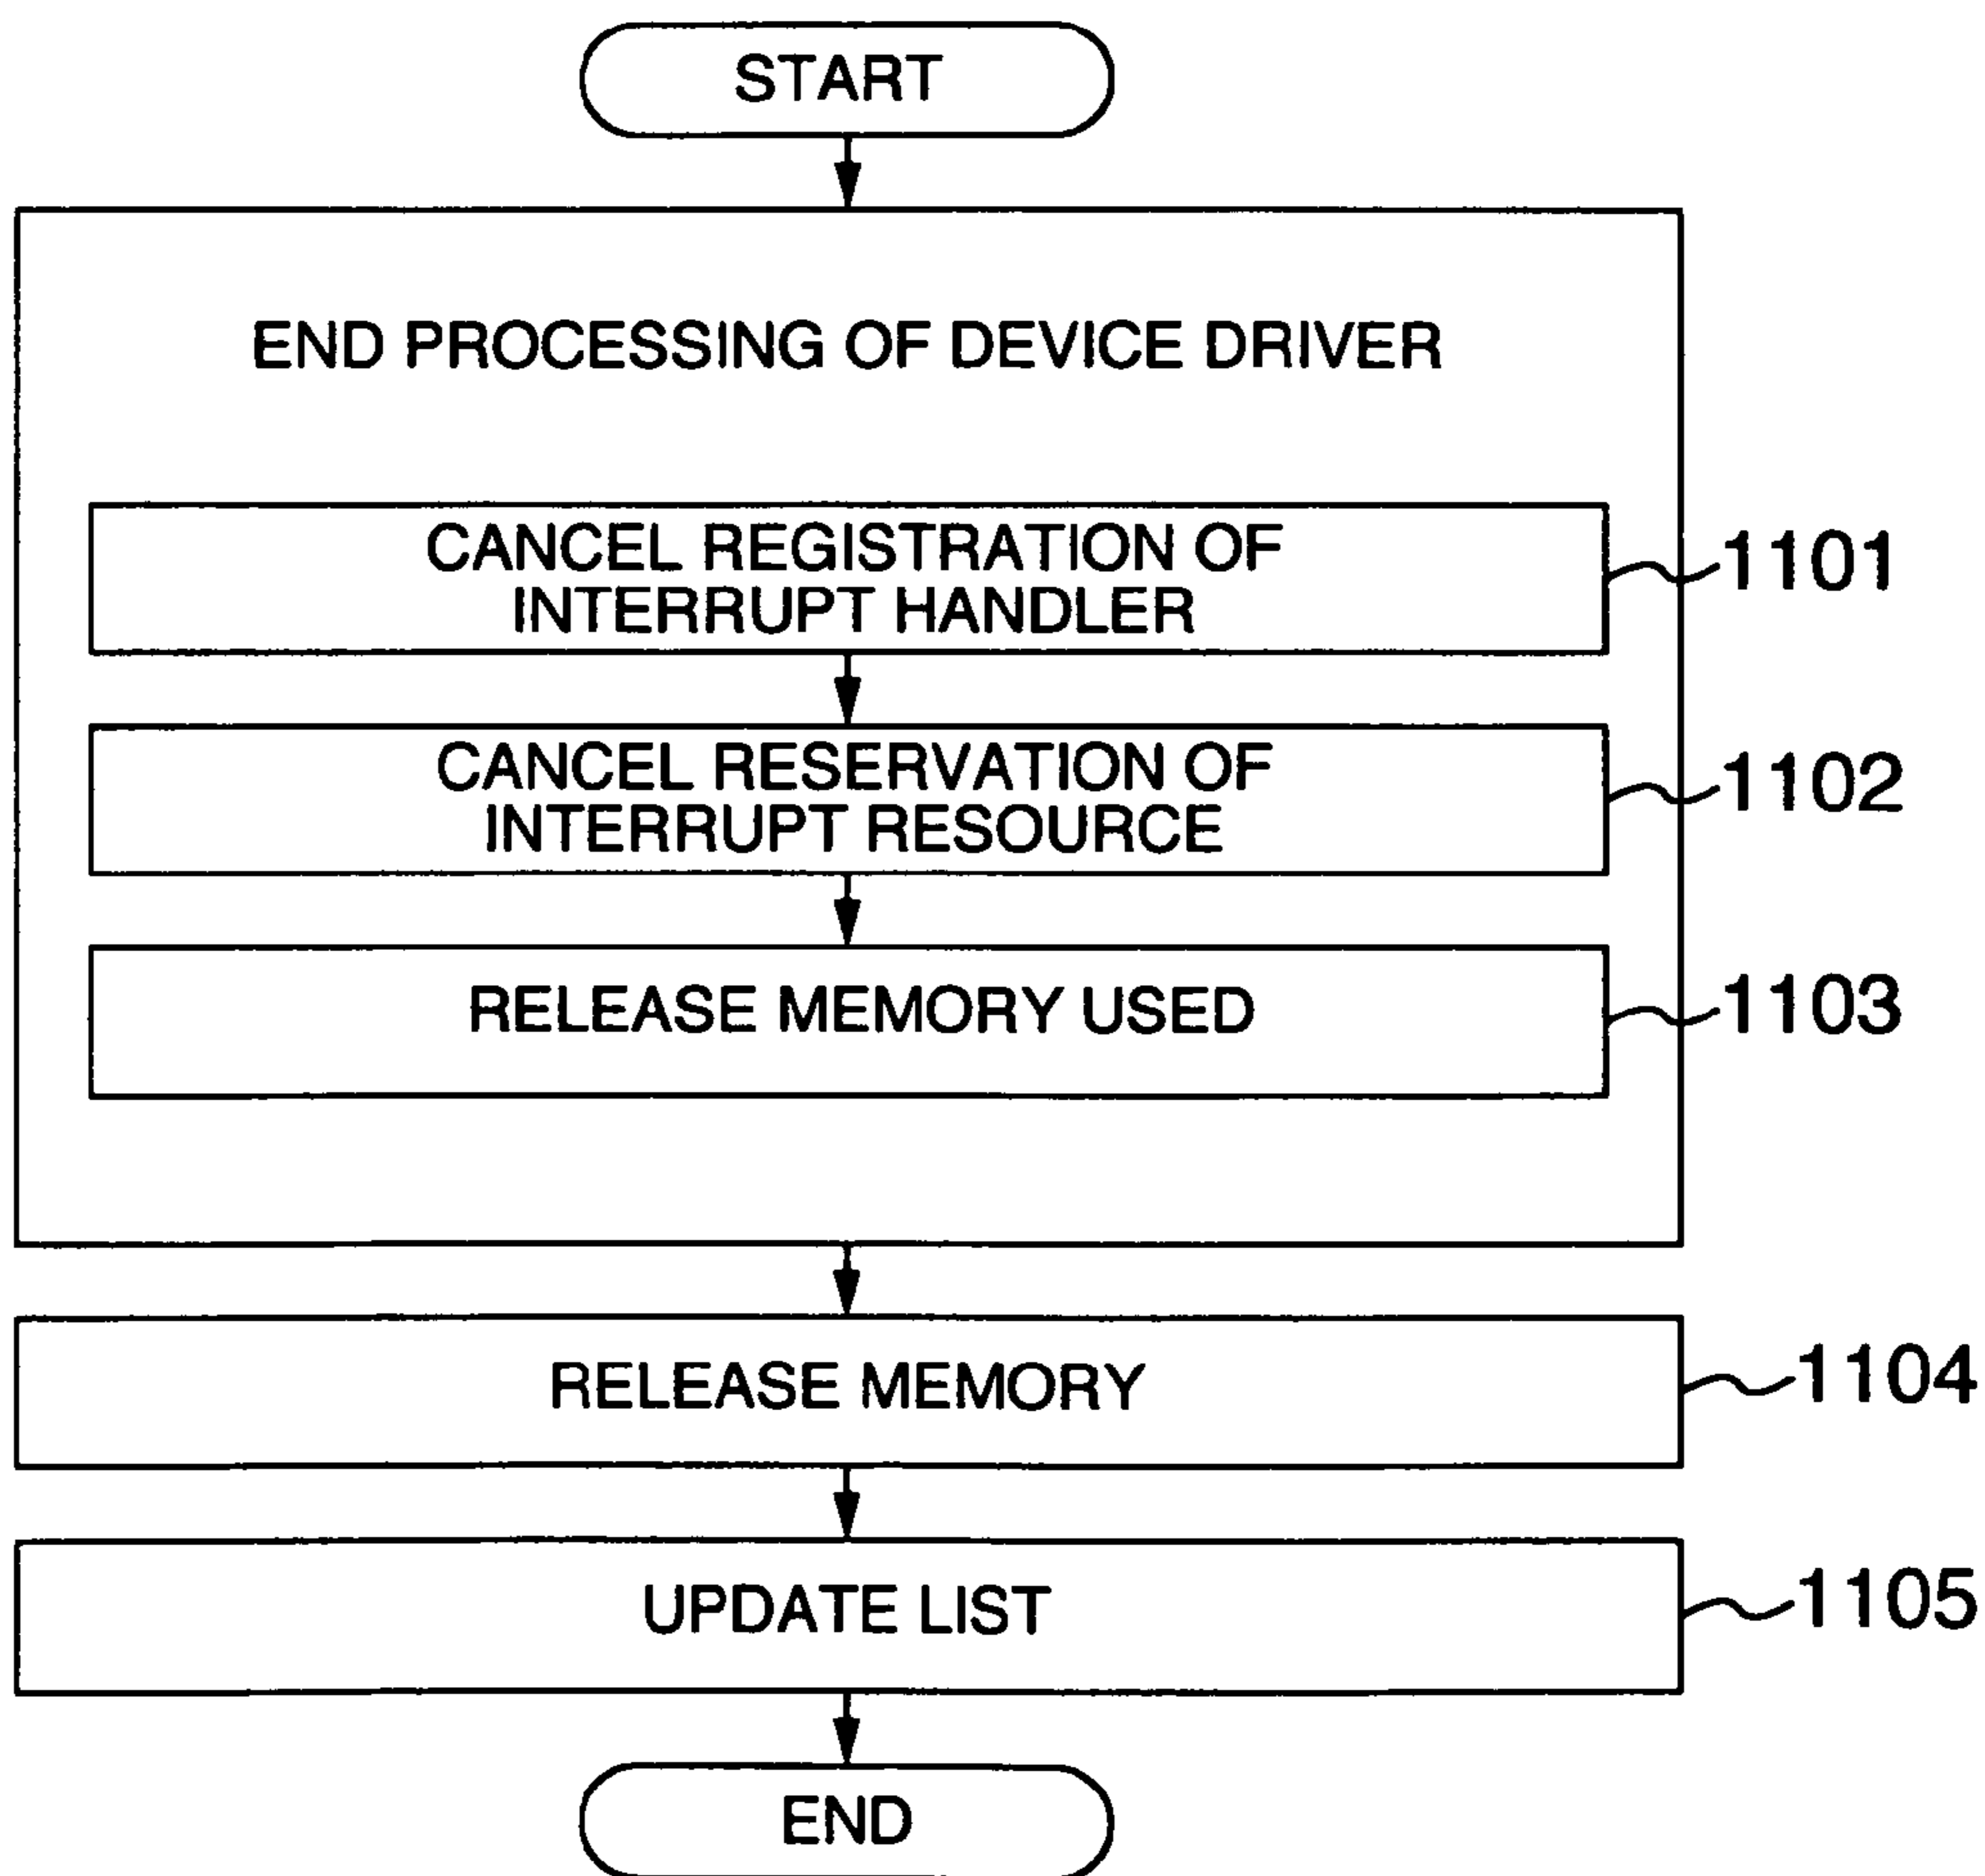 START
END PROCESSING OF DEVICE DRIVER
CANCEL REGISTRATION OF
INTERRUPT HANDLER
1101
CANCEL RESERVATION OF
INTERRUPT RESOURCE
1102
RELEASE MEMORY USED
1103
RELEASE MEMORY
1104
UPDATE LIST
1105
END